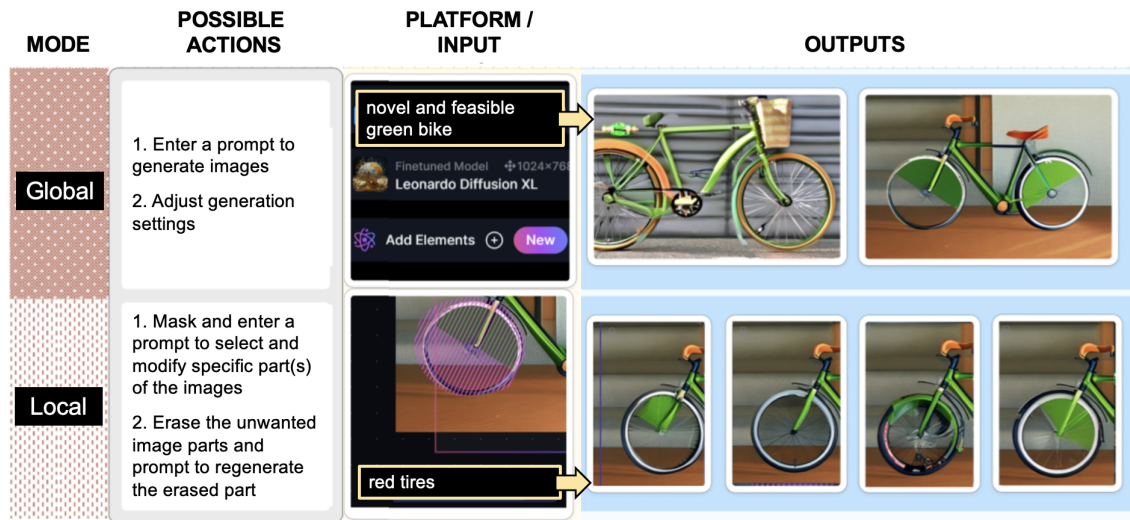 MODE
POSSIBLE
ACTIONS
PLATFORM /
INPUT
OUTPUTS
Global
1. Enter a prompt to
generate images
2. Adjust generation
settings
novel and feasible
green bike
Finetuned Model
1024×768
Leonardo Diffusion XL
Add Elements
New
Local
1. Mask and enter a
prompt to select and
modify specific part(s)
of the images
2. Erase the unwanted
image parts and
prompt to regenerate
the erased part
red tires